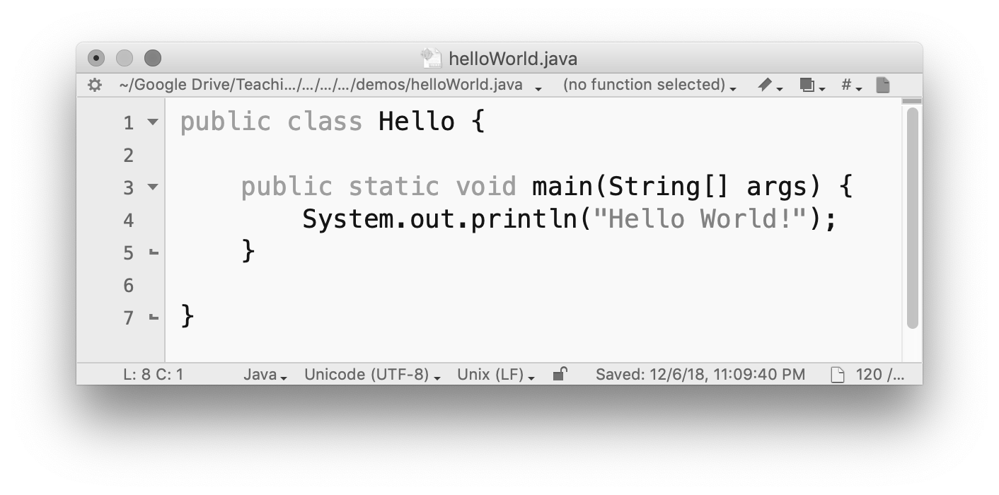 helloWorld.java
~/Google Drive/Teachi.../.../.../.../demos/helloWorld.java (no function selected) #
1 public class Hello {
2
3     public static void main(String[] args) {
4         System.out.println("Hello World!");
5     }
6
7 }
L: 8 C: 1 Java Unicode (UTF-8) Unix (LF) Saved: 12/6/18, 11:09:40 PM 120 /...